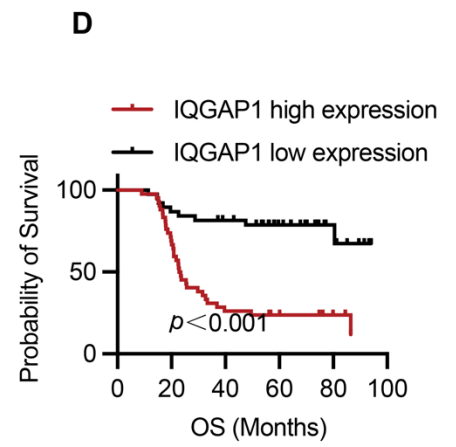 D
IQGAP1 high expression
IQGAP1 low expression
Probability of Survival
100
50
0
p<0.001
0 20 40 60 80 100
OS (Months)